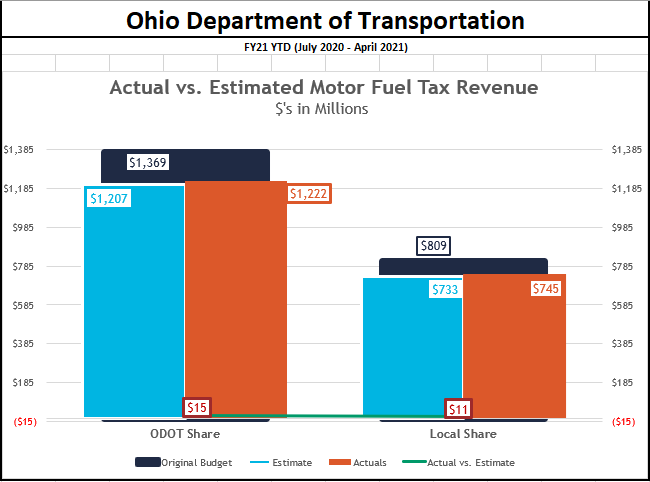 Ohio Department of Transportation
FY21 YTD (July 2020 - April 2021)
Actual vs. Estimated Motor Fuel Tax Revenue
$'s in Millions
$1,385 $1,385
$1,369
$1,185 $1,207 $1,222 $1,185
$985 $985
$809
$785 $785
$733 $745
$585 $585
$385 $385
$185 $185
$15 $11
($15) ($15)
ODOT Share Local Share
Original Budget Estimate Actuals Actual vs. Estimate